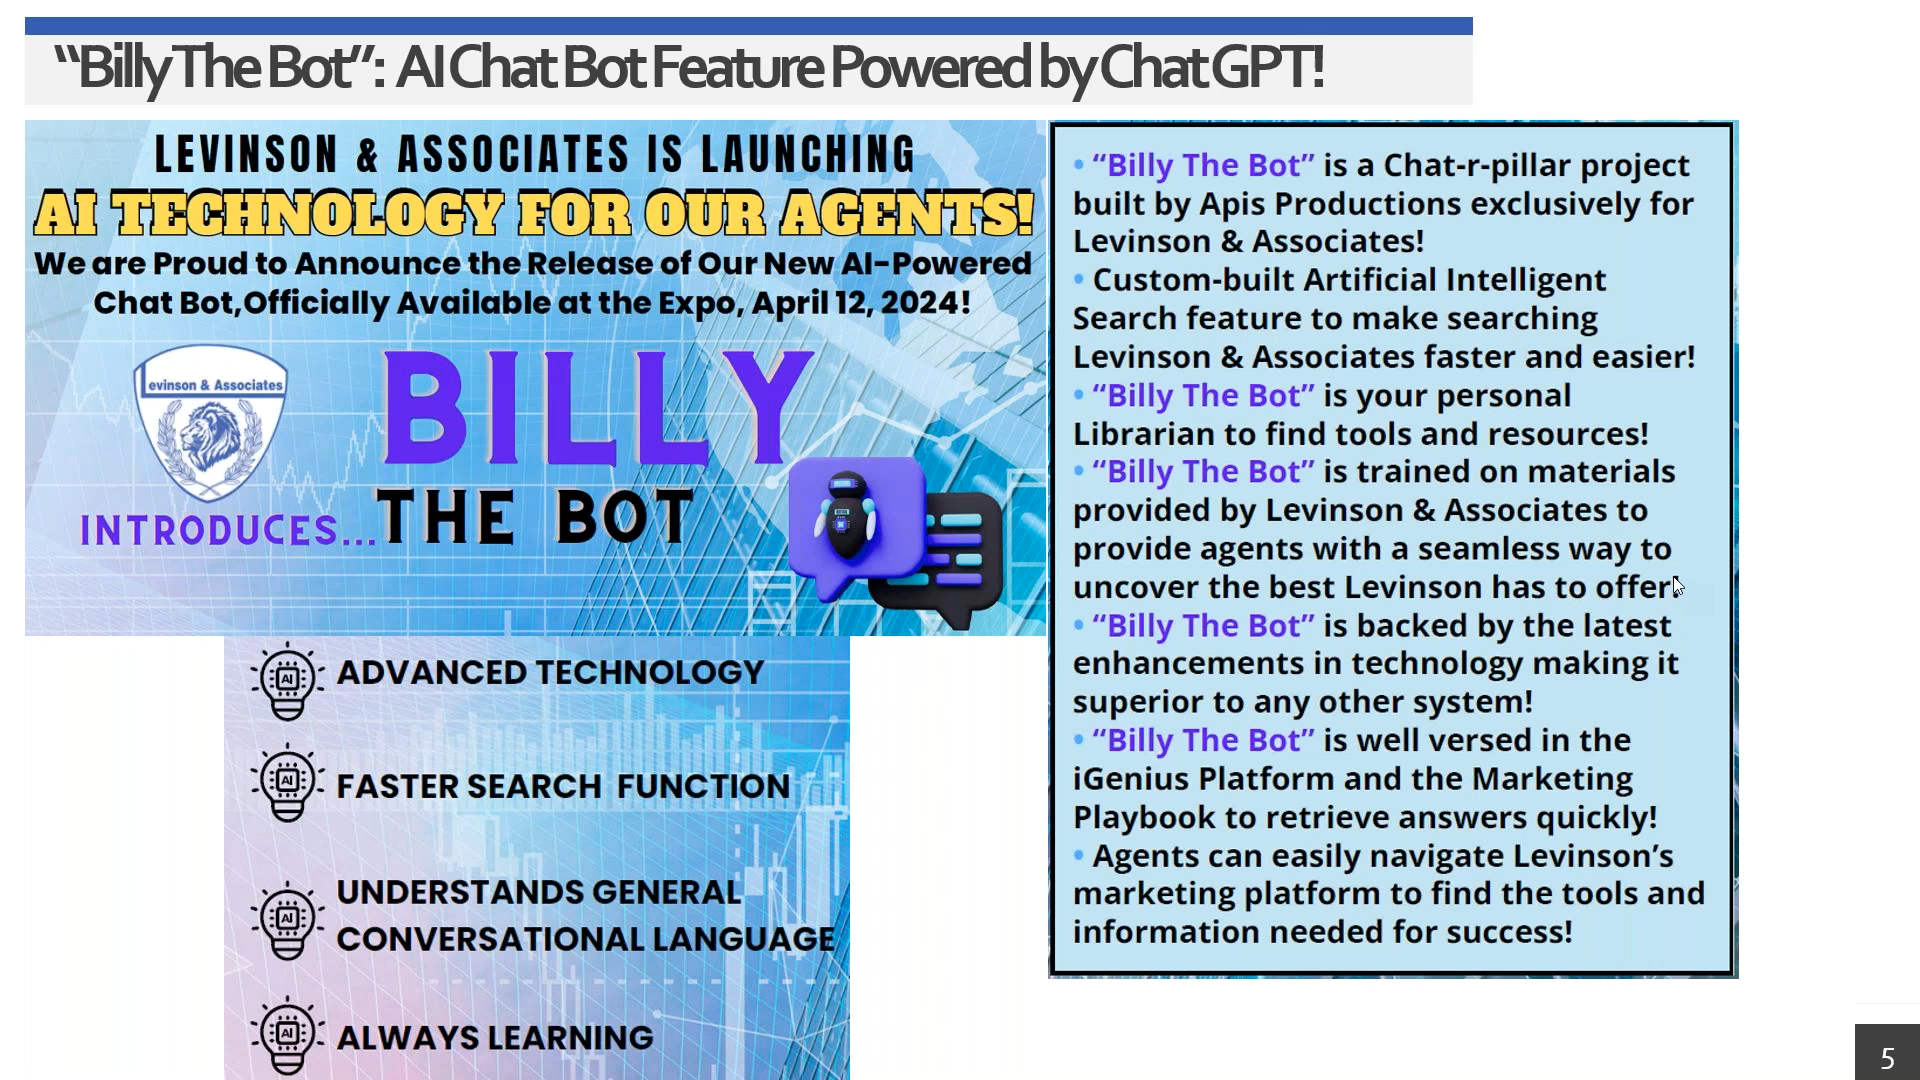 “Billy The Bot”: AI Chat Bot Feature Powered by Chat GPT!
LEVINSON & ASSOCIATES IS LAUNCHING
AI TECHNOLOGY FOR OUR AGENTS!
We are Proud to Announce the Release of Our New AI-Powered
Chat Bot,Officially Available at the Expo, April 12, 2024!
Levinson & Associates
BILLY
INTRODUCES...THE BOT
AI ADVANCED TECHNOLOGY
AI FASTER SEARCH FUNCTION
AI UNDERSTANDS GENERAL
CONVERSATIONAL LANGUAGE
AI ALWAYS LEARNING
• “Billy The Bot” is a Chat-r-pillar project
built by Apis Productions exclusively for
Levinson & Associates!
• Custom-built Artificial Intelligent
Search feature to make searching
Levinson & Associates faster and easier!
• “Billy The Bot” is your personal
Librarian to find tools and resources!
• “Billy The Bot” is trained on materials
provided by Levinson & Associates to
provide agents with a seamless way to
uncover the best Levinson has to offer!
• “Billy The Bot” is backed by the latest
enhancements in technology making it
superior to any other system!
• “Billy The Bot” is well versed in the
iGenius Platform and the Marketing
Playbook to retrieve answers quickly!
• Agents can easily navigate Levinson’s
marketing platform to find the tools and
information needed for success!
5